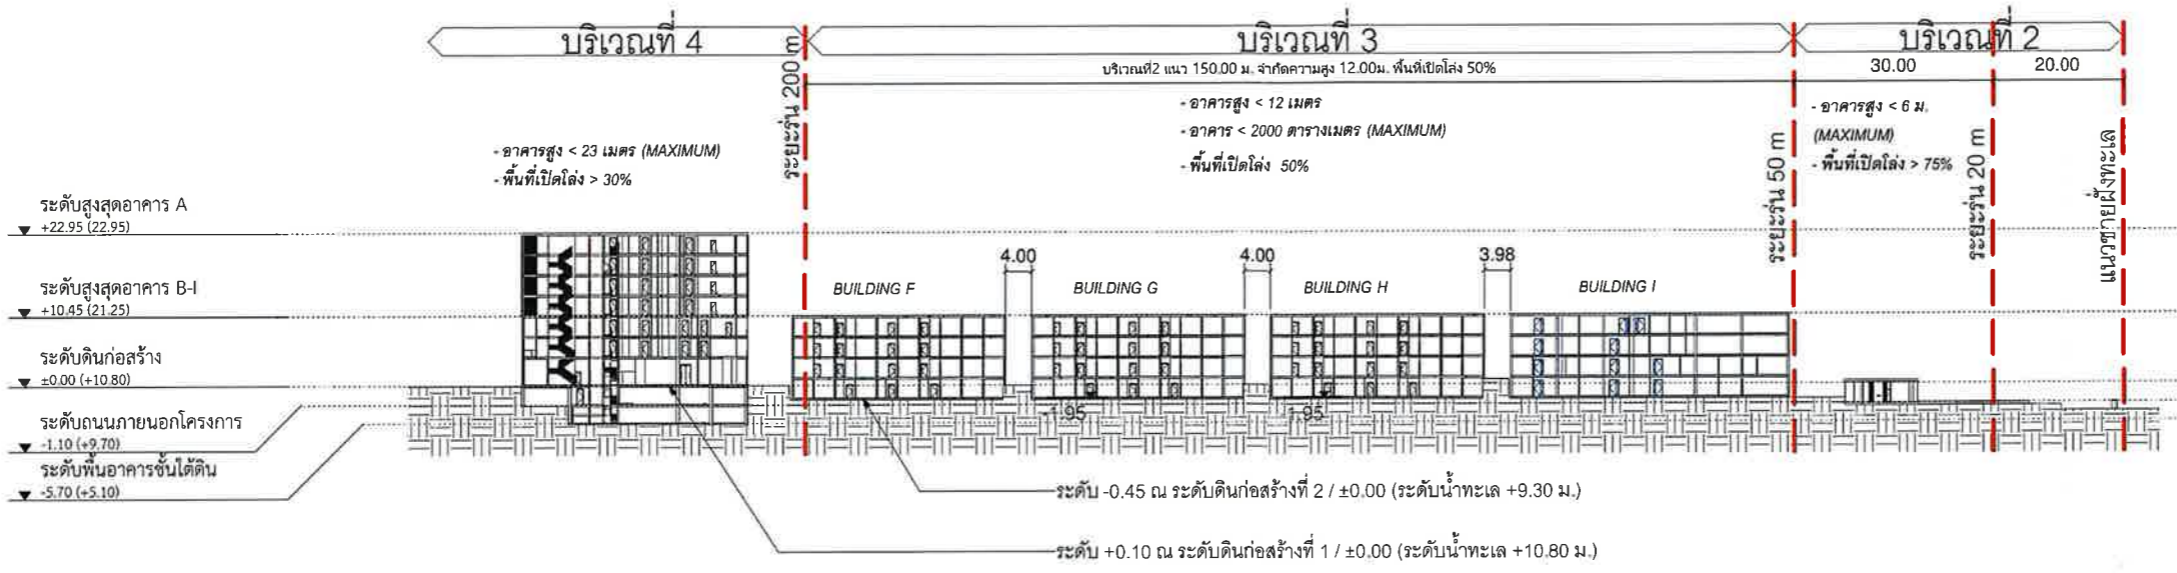 บริเวณที่ 4
บริเวณที่ 3
บริเวณที่ 2
บริเวณที่2 แนว 150.00 ม. จำกัดความสูง 12.00ม. พื้นที่เปิดโล่ง 50%
30.00
20.00
ระยะร่น 200 m
- อาคารสูง < 12 เมตร
- อาคาร < 2000 ตารางเมตร (MAXIMUM)
- พื้นที่เปิดโล่ง 50%
- อาคารสูง < 6 ม.
(MAXIMUM)
- พื้นที่เปิดโล่ง > 75%
- อาคารสูง < 23 เมตร (MAXIMUM)
- พื้นที่เปิดโล่ง > 30%
ระยะร่น 50 m
ระยะร่น 20 m
แนวชายฝั่งทะเล
ระดับสูงสุดอาคาร A
+22.95 (22.95)
4.00
4.00
3.98
ระดับสูงสุดอาคาร B-I
+10.45 (21.25)
BUILDING F
BUILDING G
BUILDING H
BUILDING I
ระดับดินก่อสร้าง
±0.00 (+10.80)
-1.95
1.95
ระดับถนนภายนอกโครงการ
-1.10 (+9.70)
ระดับพื้นอาคารชั้นใต้ดิน
-5.70 (+5.10)
ระดับ -0.45 ณ ระดับดินก่อสร้างที่ 2 / ±0.00 (ระดับน้ำทะเล +9.30 ม.)
ระดับ +0.10 ณ ระดับดินก่อสร้างที่ 1 / ±0.00 (ระดับน้ำทะเล +10.80 ม.)